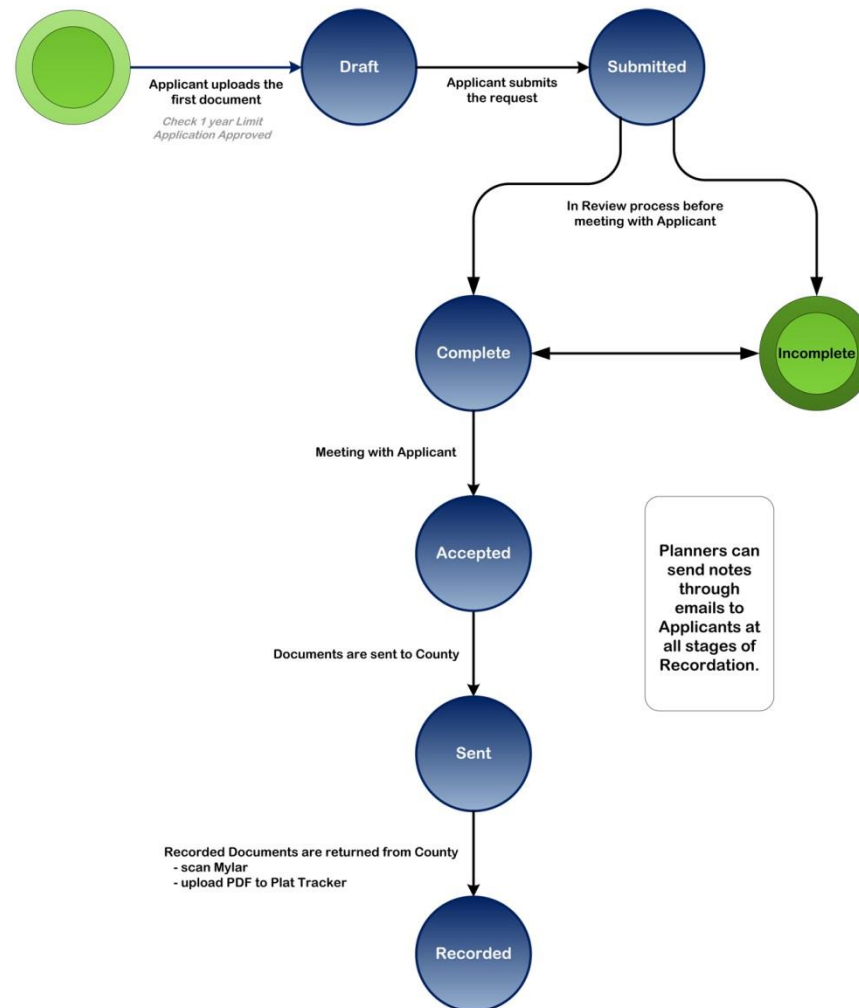 Draft
Submitted
Applicant uploads the
first document
Check 1 year Limit
Application Approved
Applicant submits
the request
In Review process before
meeting with Applicant
Complete
Incomplete
Meeting with Applicant
Accepted
Planners can
send notes
through
emails to
Applicants at
all stages of
Recordation.
Documents are sent to County
Sent
Recorded Documents are returned from County
- scan Mylar
- upload PDF to Plat Tracker
Recorded